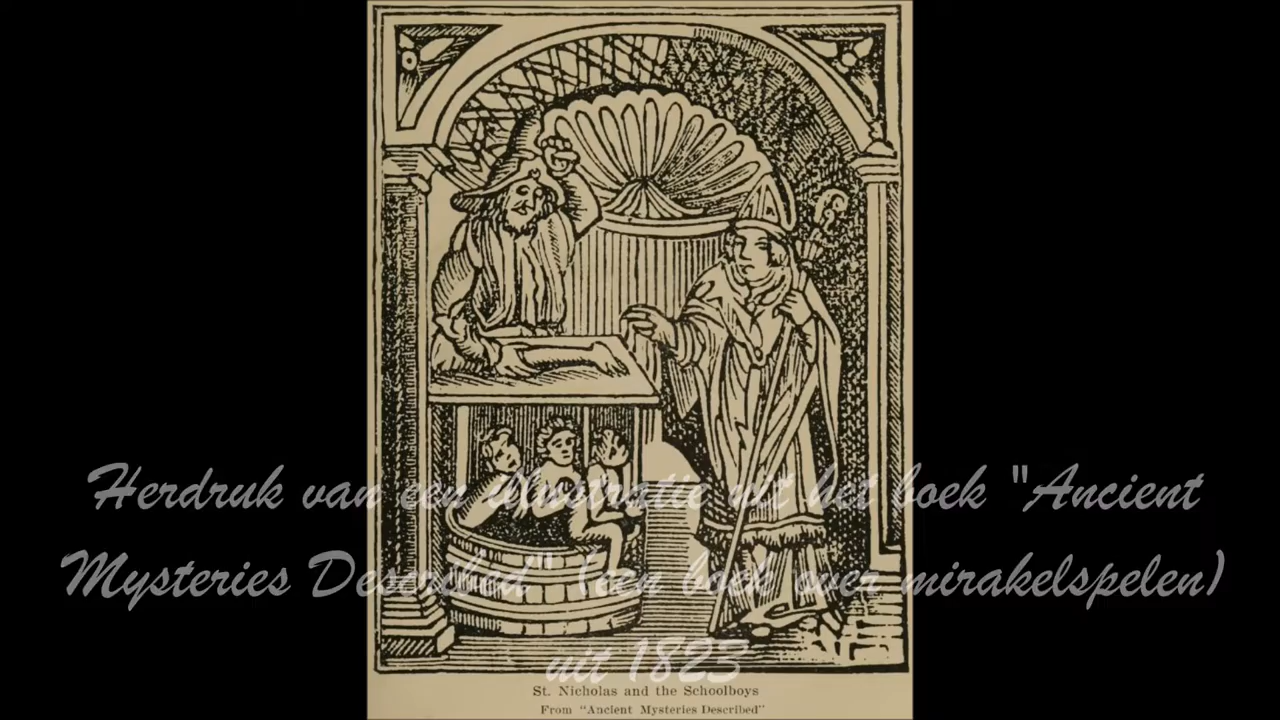 Herdruk van een illustratie uit het boek "Ancient
Mysteries Described" (een boek over mirakelspelen)
uit 1823
St. Nicholas and the Schoolboys
From "Ancient Mysteries Described"